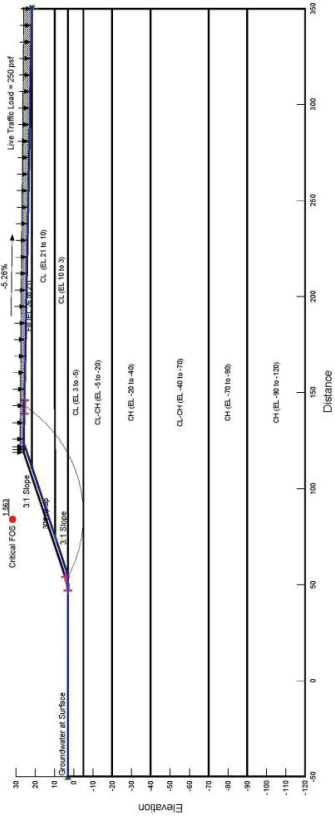 Live Traffic Load = 250 psf
-5.26%
1.563
Critical FOS
3:1 Slope
3:1 Slope
Groundwater at Surface
CL (EL 21 to 10)
CL (EL 10 to 3)
CL (EL 3 to -5)
CL-CH (EL -5 to -20)
CH (EL -20 to -40)
CL-CH (EL -40 to -70)
CH (EL -70 to -90)
CH (EL -90 to -120)
Elevation
30
20
10
0
-10
-20
-30
-40
-50
-60
-70
-80
-90
-100
-110
-120
-50
0
50
100
150
200
250
300
350
Distance